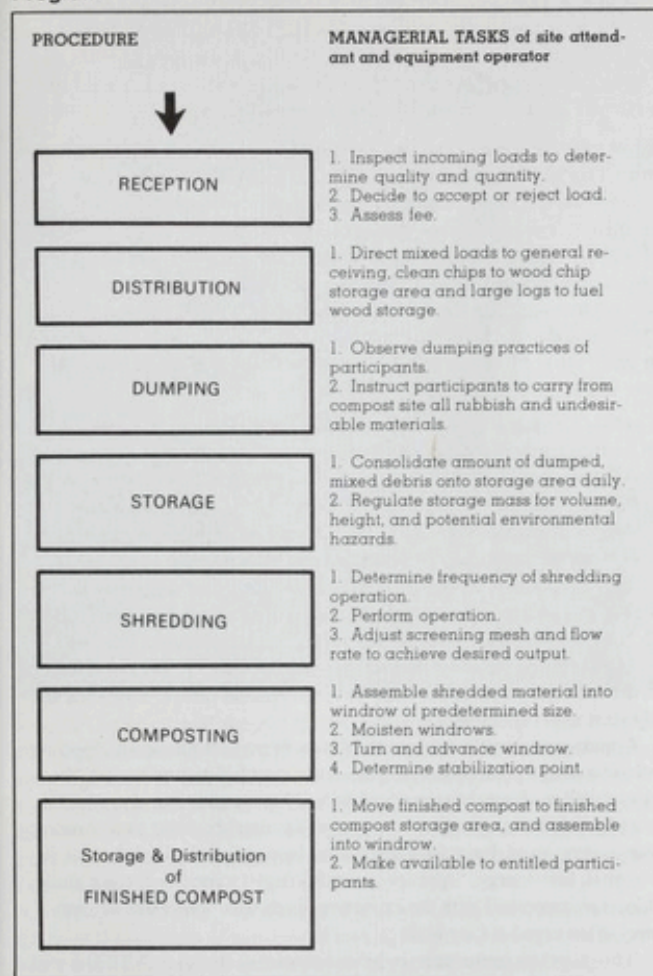 PROCEDURE
MANAGERIAL TASKS of site attend-
ant and equipment operator
RECEPTION
1. Inspect incoming loads to deter-
mine quality and quantity.
2. Decide to accept or reject load.
3. Assess fee.
DISTRIBUTION
1. Direct mixed loads to general re-
ceiving, clean chips to wood chip
storage area and large logs to fuel
wood storage.
DUMPING
1. Observe dumping practices of
participants.
2. Instruct participants to carry from
compost site all rubbish and undesir-
able materials.
STORAGE
1. Consolidate amount of dumped,
mixed debris onto storage area daily.
2. Regulate storage mass for volume,
height, and potential environmental
hazards.
SHREDDING
1. Determine frequency of shredding
operation.
2. Perform operation.
3. Adjust screening mesh and flow
rate to achieve desired output.
COMPOSTING
1. Assemble shredded material into
windrow of predetermined size.
2. Moisten windrows.
3. Turn and advance windrow.
4. Determine stabilization point.
Storage & Distribution
of
FINISHED COMPOST
1. Move finished compost to finished
compost storage area, and assemble
into windrow.
2. Make available to entitled partici-
pants.